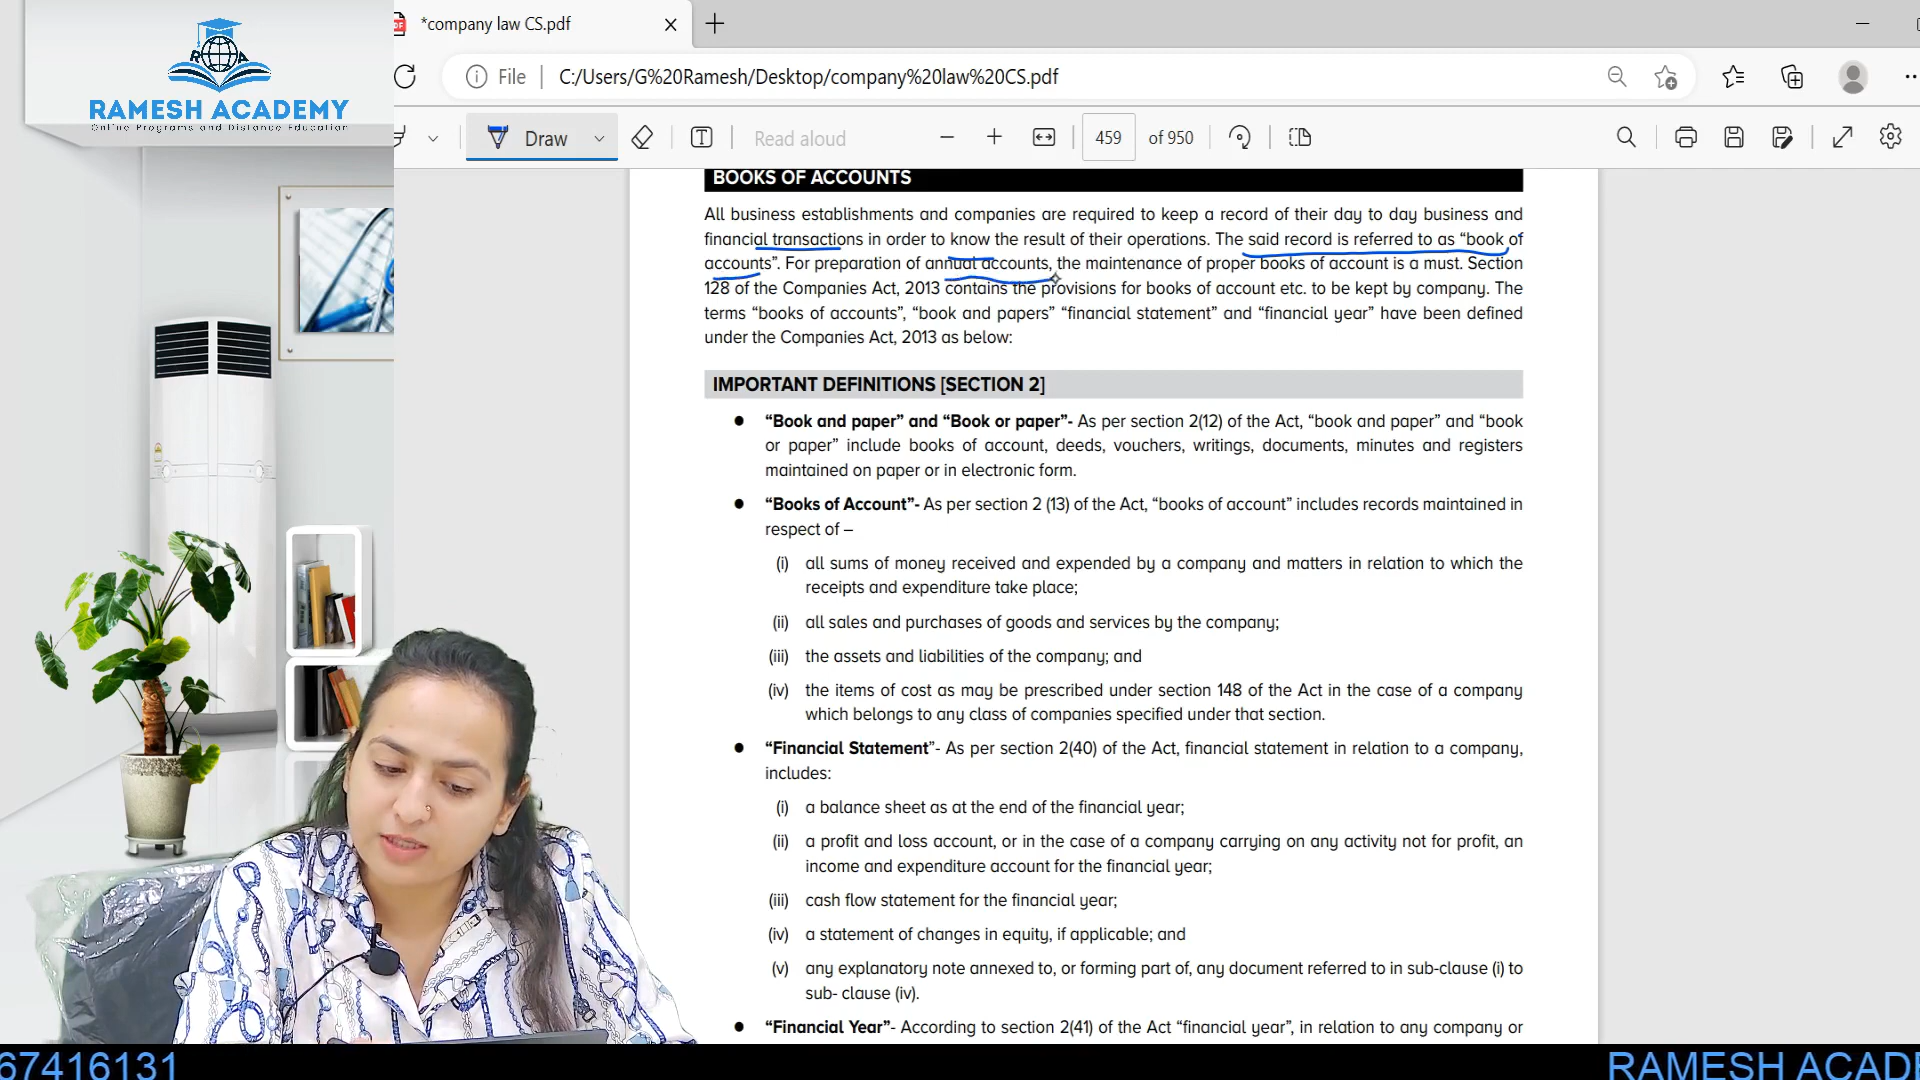 *company law CS.pdf
RAMESH ACADEMY
Online Programs and Distance Education
File
C:/Users/G%20Ramesh/Desktop/company%20law%20CS.pdf
Draw
Read aloud
459
of 950
BOOKS OF ACCOUNTS
All business establishments and companies are required to keep a record of their day to day business and
financial transactions in order to know the result of their operations. The said record is referred to as “book of
accounts”. For preparation of annual accounts, the maintenance of proper books of account is a must. Section
128 of the Companies Act, 2013 contains the provisions for books of account etc. to be kept by company. The
terms “books of accounts”, “book and papers” “financial statement” and “financial year” have been defined
under the Companies Act, 2013 as below:
IMPORTANT DEFINITIONS [SECTION 2]
● “Book and paper” and “Book or paper”- As per section 2(12) of the Act, “book and paper” and “book
or paper” include books of account, deeds, vouchers, writings, documents, minutes and registers
maintained on paper or in electronic form.
● “Books of Account”- As per section 2 (13) of the Act, “books of account” includes records maintained in
respect of –
(i) all sums of money received and expended by a company and matters in relation to which the
receipts and expenditure take place;
(ii) all sales and purchases of goods and services by the company;
(iii) the assets and liabilities of the company; and
(iv) the items of cost as may be prescribed under section 148 of the Act in the case of a company
which belongs to any class of companies specified under that section.
● “Financial Statement”- As per section 2(40) of the Act, financial statement in relation to a company,
includes:
(i) a balance sheet as at the end of the financial year;
(ii) a profit and loss account, or in the case of a company carrying on any activity not for profit, an
income and expenditure account for the financial year;
(iii) cash flow statement for the financial year;
(iv) a statement of changes in equity, if applicable; and
(v) any explanatory note annexed to, or forming part of, any document referred to in sub-clause (i) to
sub- clause (iv).
● “Financial Year”- According to section 2(41) of the Act “financial year”, in relation to any company or
67416131
RAMESH ACADE